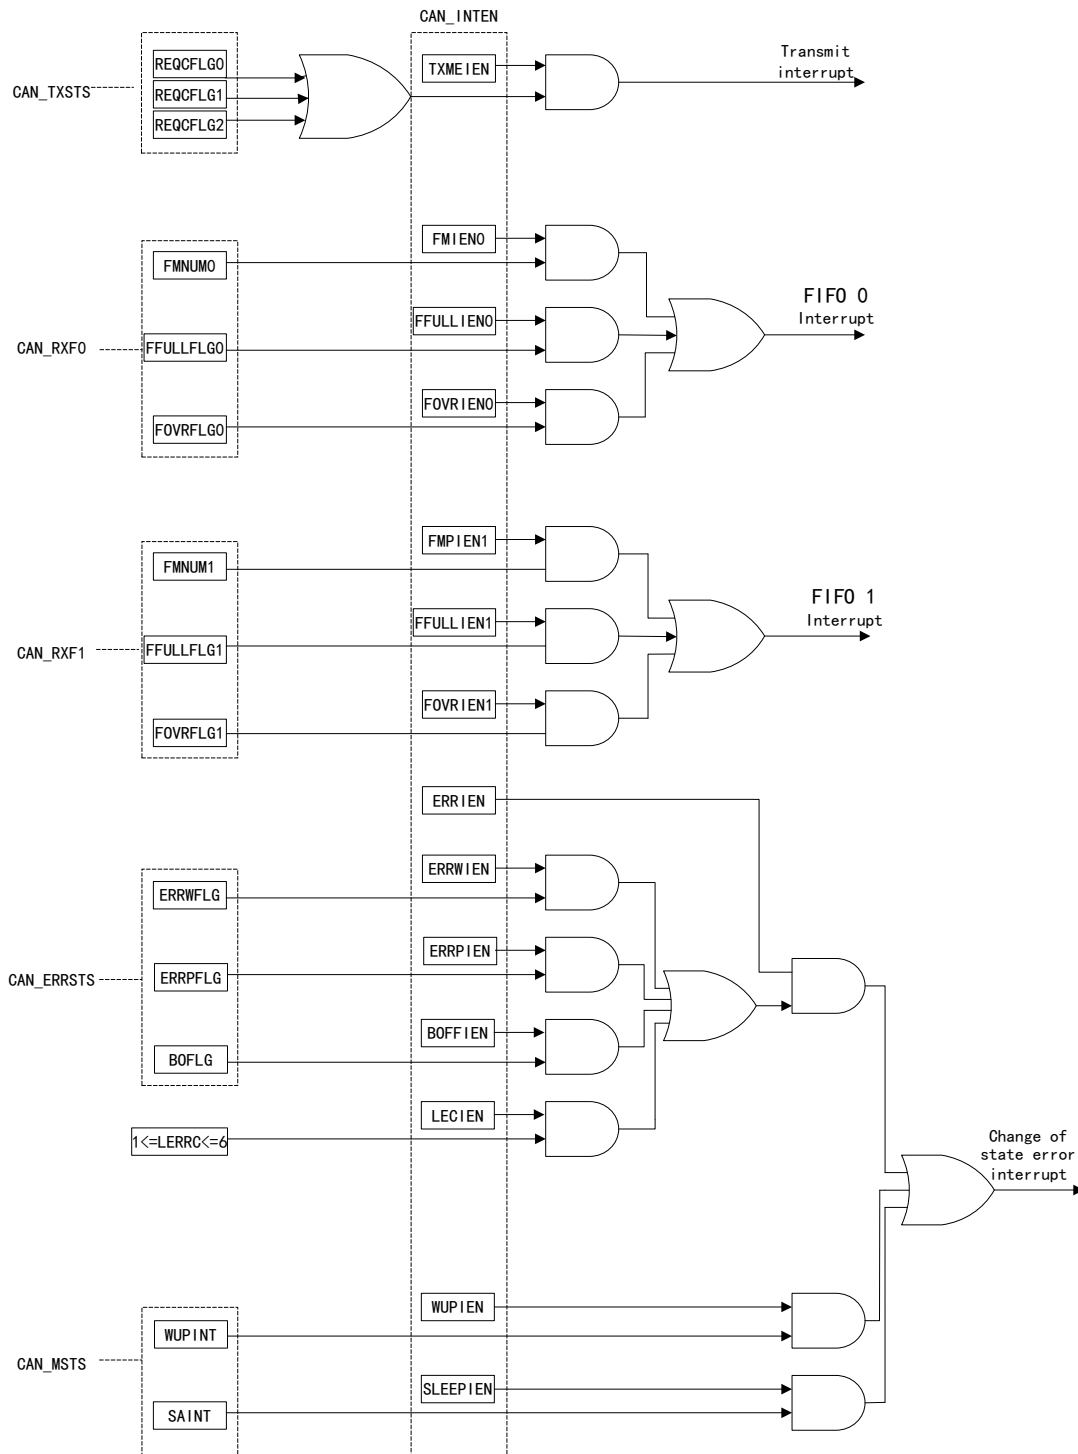 CAN_INTEN
REQCFLG0
TXMEIEN
Transmit
interrupt
CAN_TXSTS
REQCFLG1
REQCFLG2
FMIEN0
FMNUM0
FIFO 0
Interrupt
FFULLIEN0
CAN_RXF0
FFULLFLG0
FOVRIEN0
FOVRFLG0
FMPIEN1
FMNUM1
FIFO 1
Interrupt
FFULLIEN1
CAN_RXF1
FFULLFLG1
FOVRIEN1
FOVRFLG1
ERRIEN
ERRWIEN
ERRWFLG
ERRPIEN
CAN_ERRSTS
ERRPFLG
BOFFIEN
BOFLG
LECIEN
1<=LERRC<=6
Change of
state error
interrupt
WUPIEN
WUPINT
CAN_MSTS
SLEEPIEN
SAINT